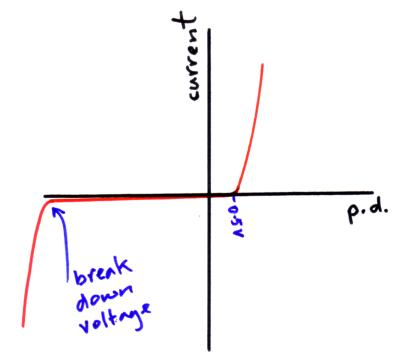 current
p.d.
0.5V
break
down
voltage